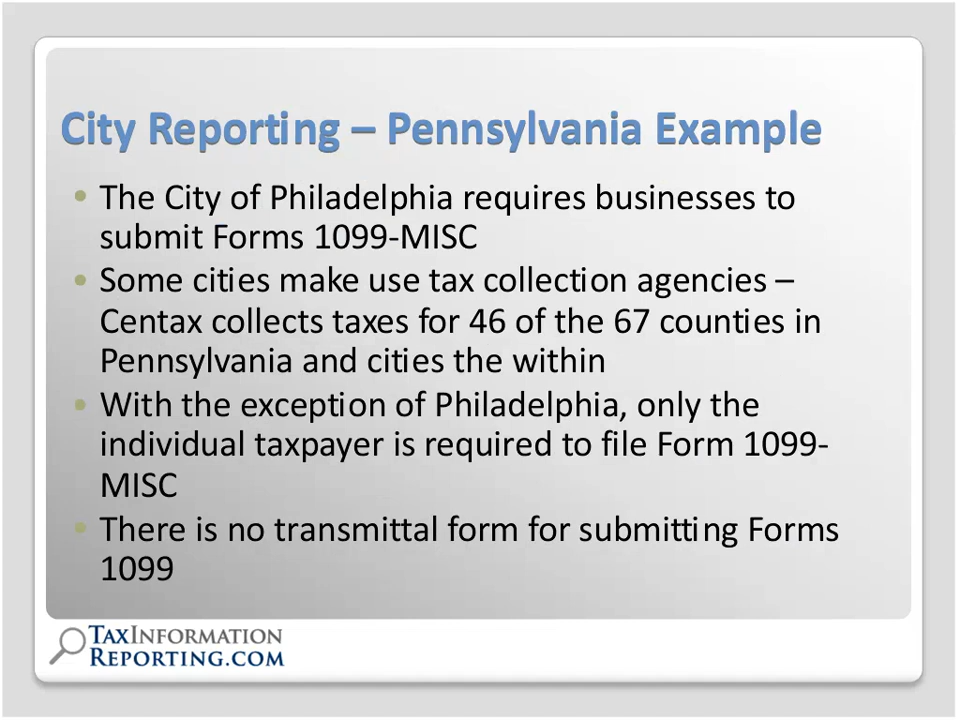 City Reporting – Pennsylvania Example
• The City of Philadelphia requires businesses to
submit Forms 1099-MISC
• Some cities make use tax collection agencies –
Centax collects taxes for 46 of the 67 counties in
Pennsylvania and cities the within
• With the exception of Philadelphia, only the
individual taxpayer is required to file Form 1099-
MISC
• There is no transmittal form for submitting Forms
1099
TAXINFORMATION
REPORTING.COM